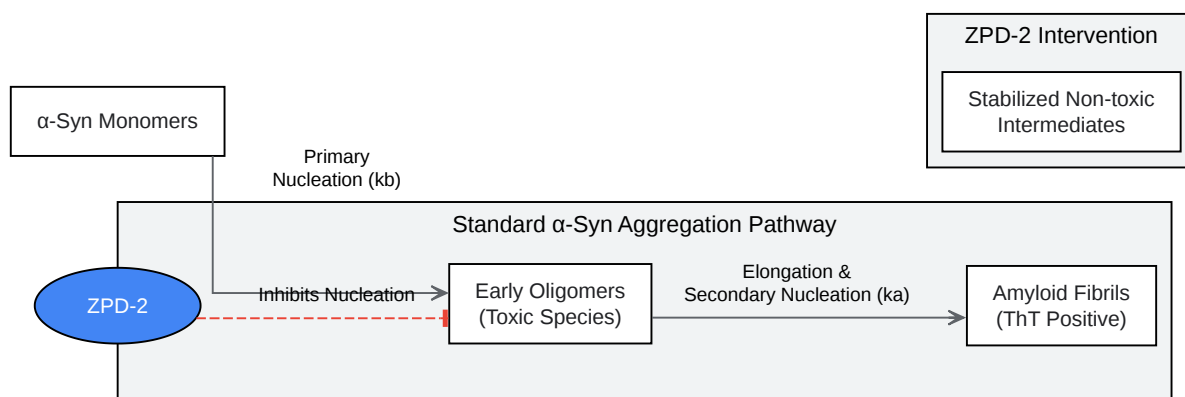 ZPD-2 Intervention
Stabilized Non-toxic
Intermediates
α-Syn Monomers
Primary
Nucleation (kb)
Standard α-Syn Aggregation Pathway
ZPD-2
Inhibits Nucleation
Early Oligomers
(Toxic Species)
Elongation &
Secondary Nucleation (ka)
Amyloid Fibrils
(ThT Positive)